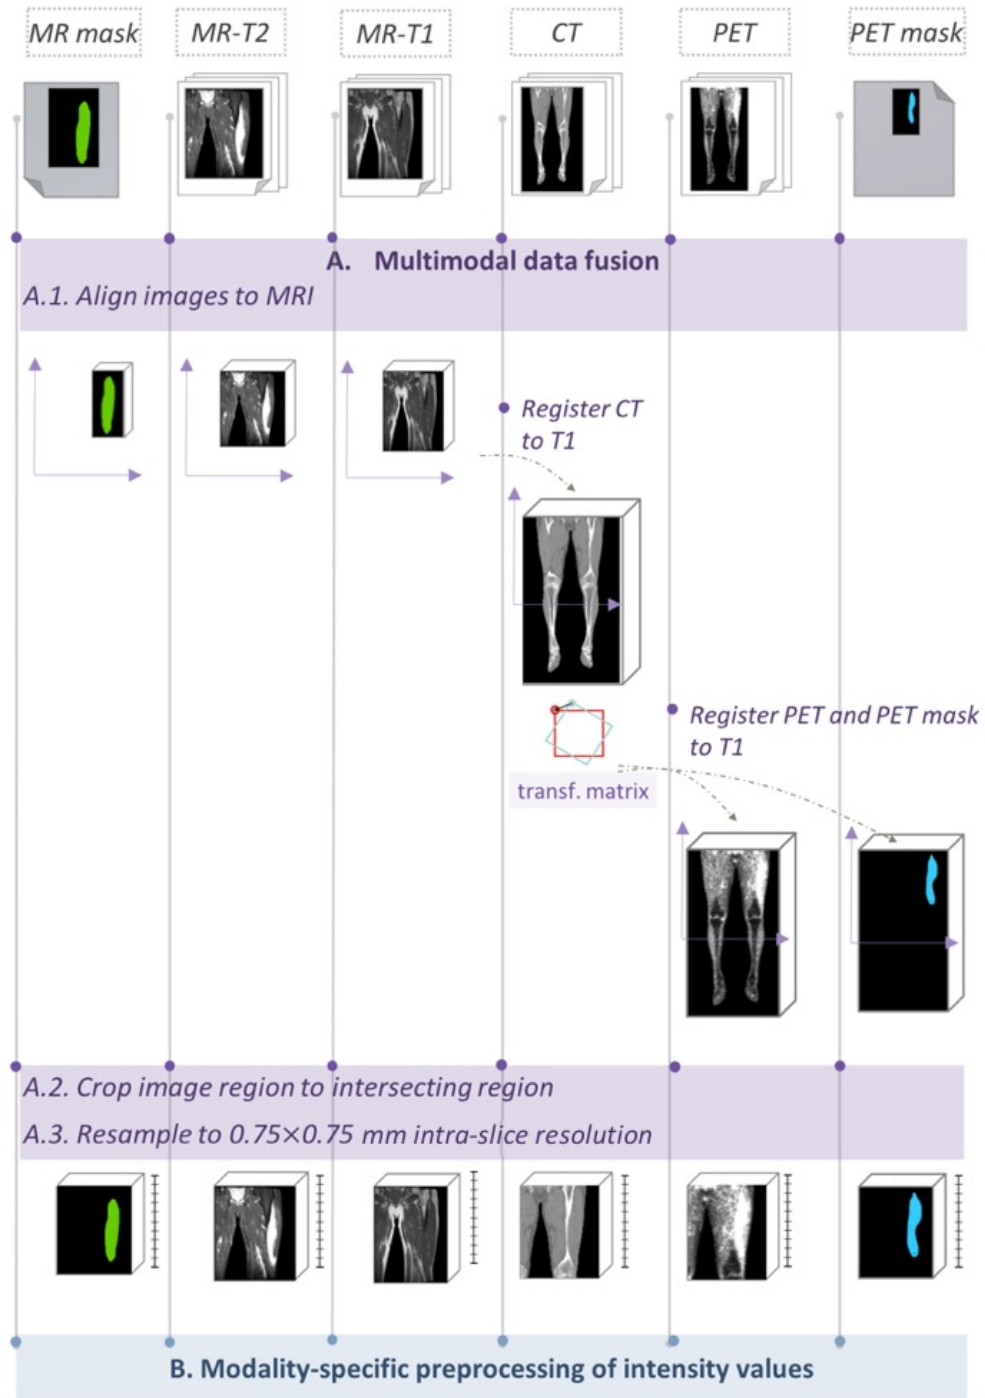 MR mask
MR-T2
MR-T1
CT
PET
PET mask
A. Multimodal data fusion
A.1. Align images to MRI
Register CT
to T1
Register PET and PET mask
to T1
transf. matrix
A.2. Crop image region to intersecting region
A.3. Resample to 0.75×0.75 mm intra-slice resolution
B. Modality-specific preprocessing of intensity values